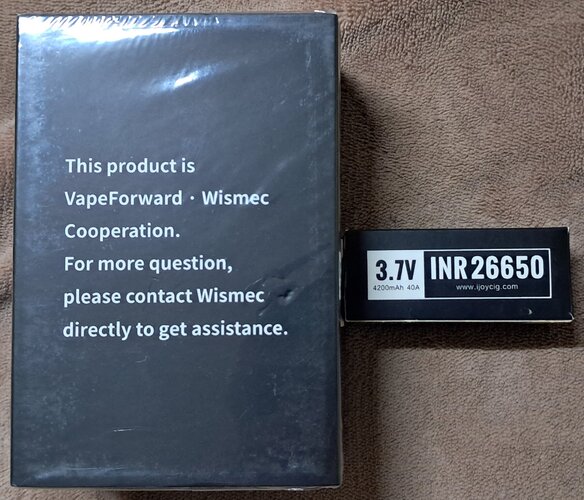 This product is
VapeForward · Wismec
Cooperation.
For more question,
please contact Wismec
directly to get assistance.
3.7V
4200mAh 40A
INR26650
www.ijoycig.com